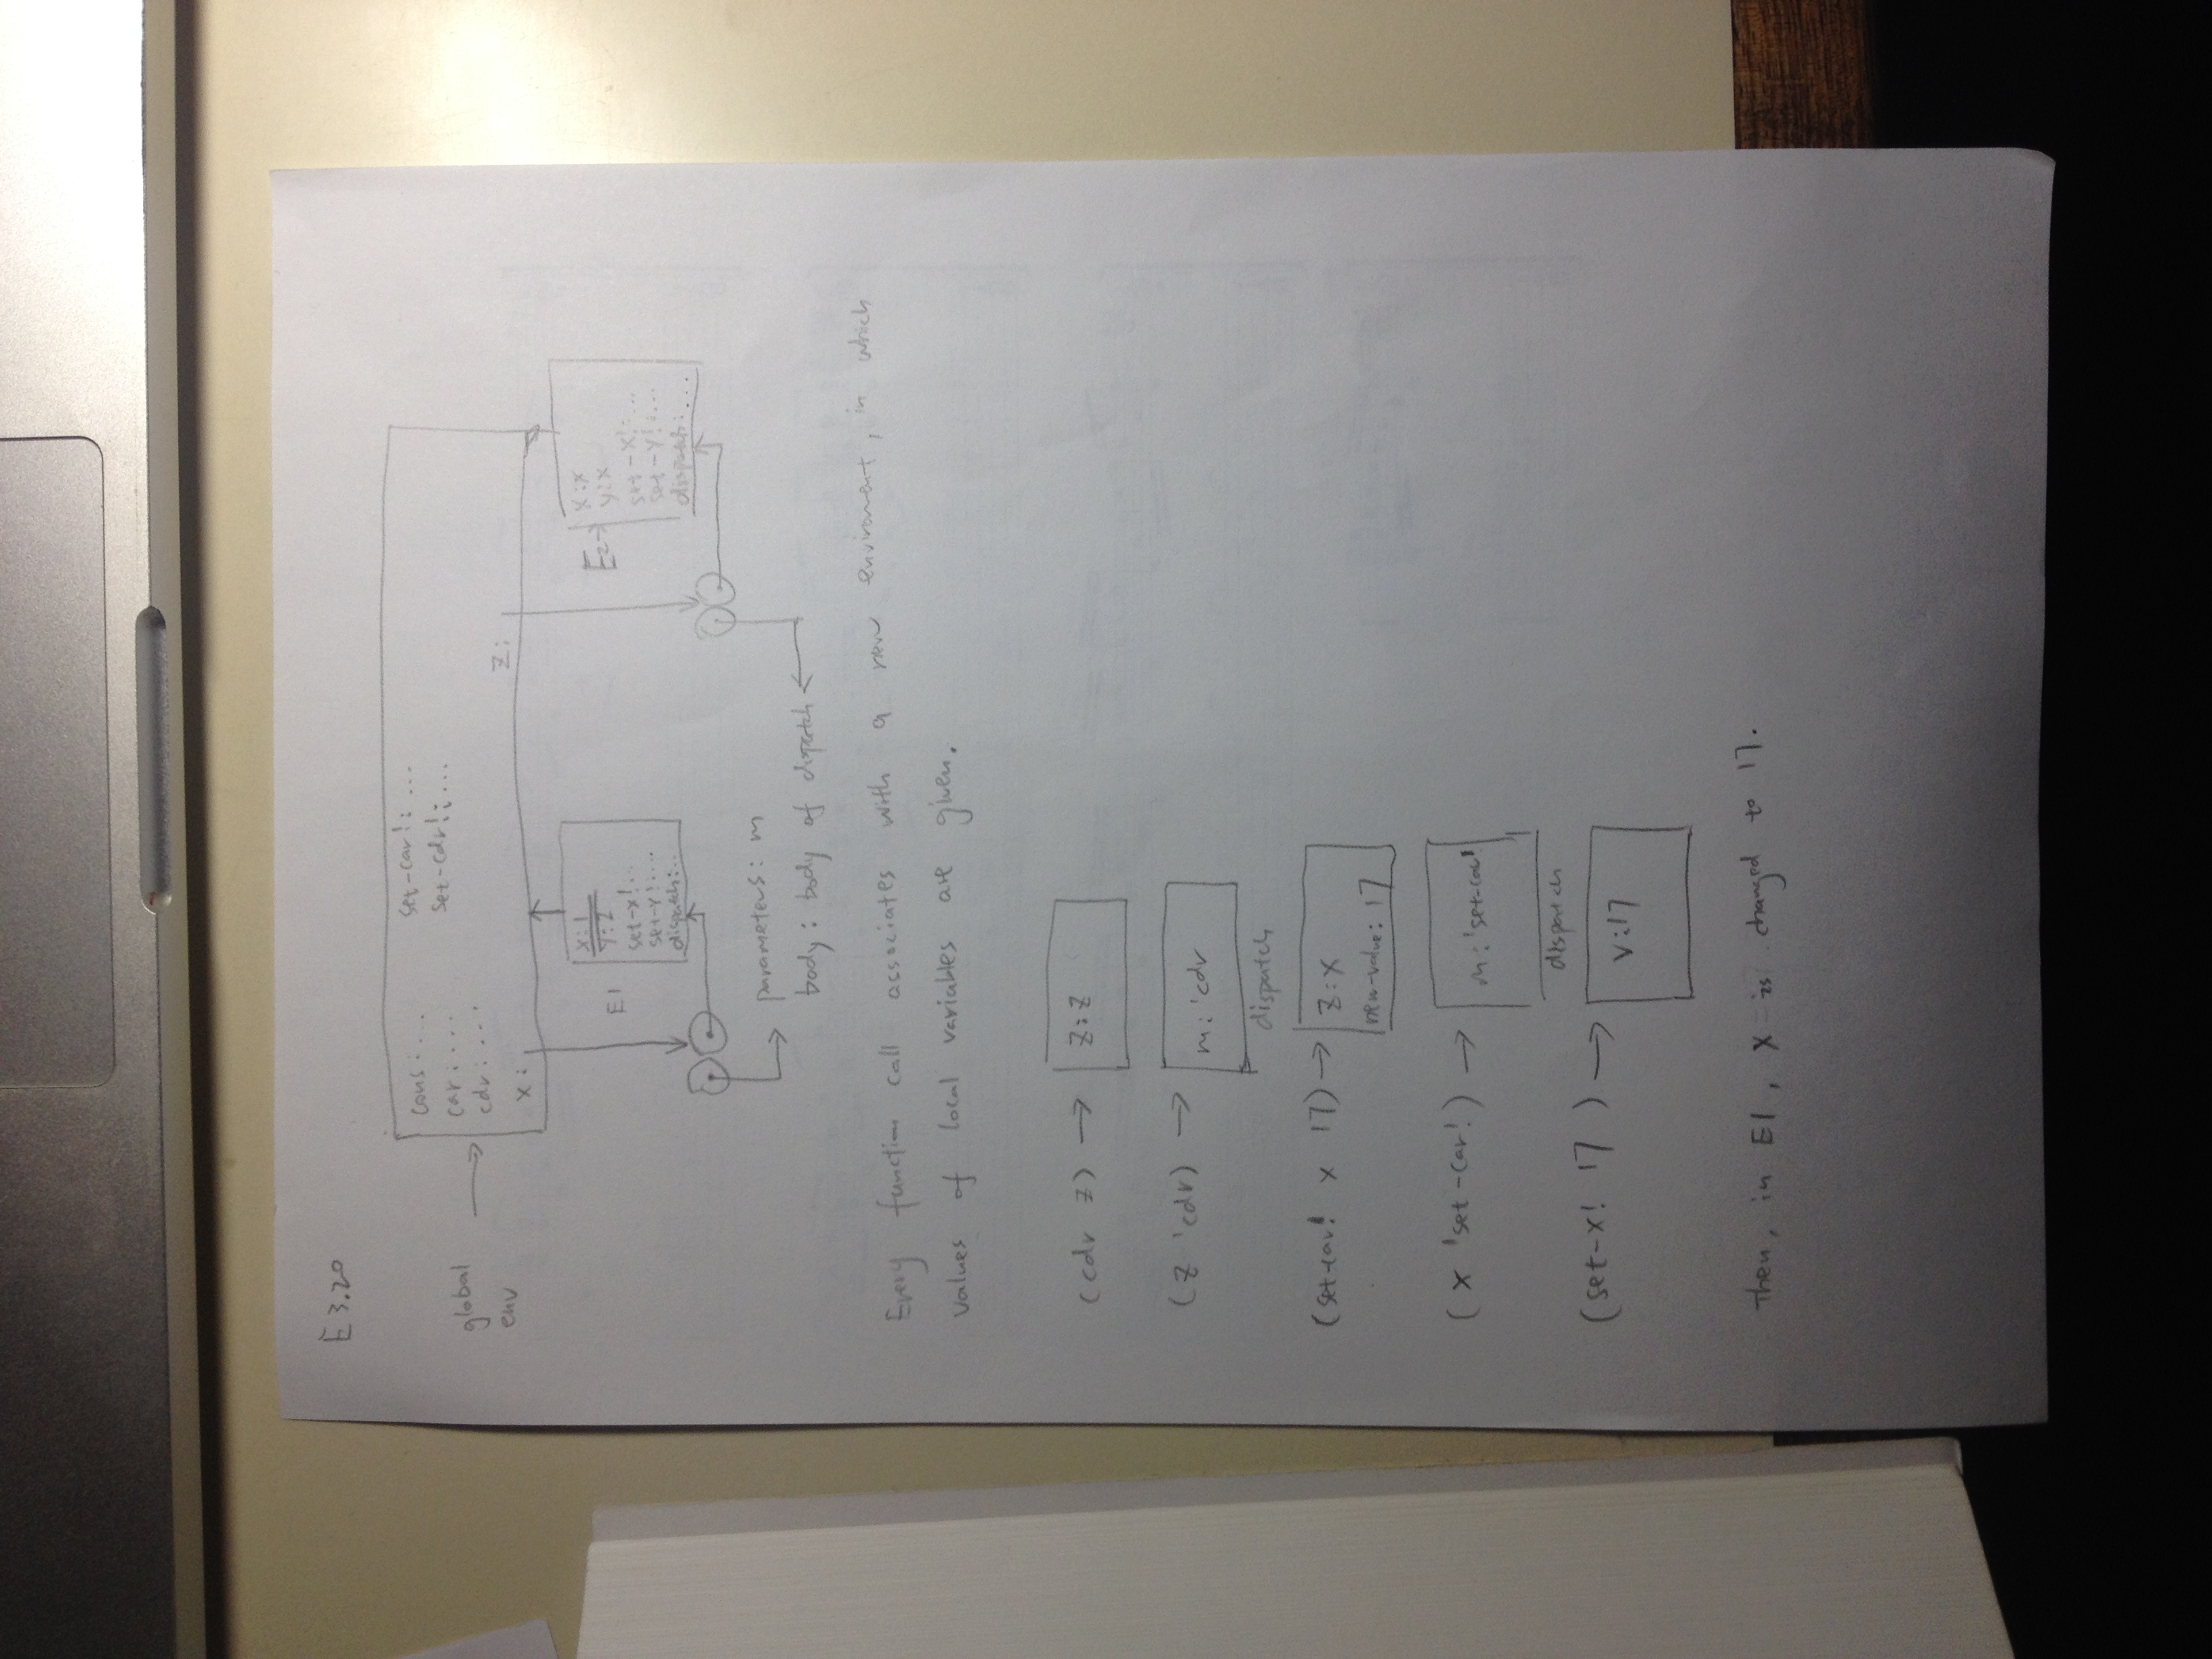 E 3.20
cons: ...
set-car!: ...
car: ...
set-cdr!: ...
cdr: ...
global
env
x:
z:
E1
x:1
y:2
set-x!...
set-y!:...
dispatch:..
E2
x:x
y:x
set-x!:...
set-y!:...
dispatch:...
parameters: m
body: body of dispatch
Every function call associates with a new enviroment, in which
values of local variables are given.
(cdr z) → z:z
(z 'cdr) → m: 'cdr
dispatch
(set-car! x 17) → z:x
new-value: 17
(x 'set-car!) → m: 'set-car!
dispatch
(set-x! 17 ) → v:17
Then, in E1, x is changed to 17.